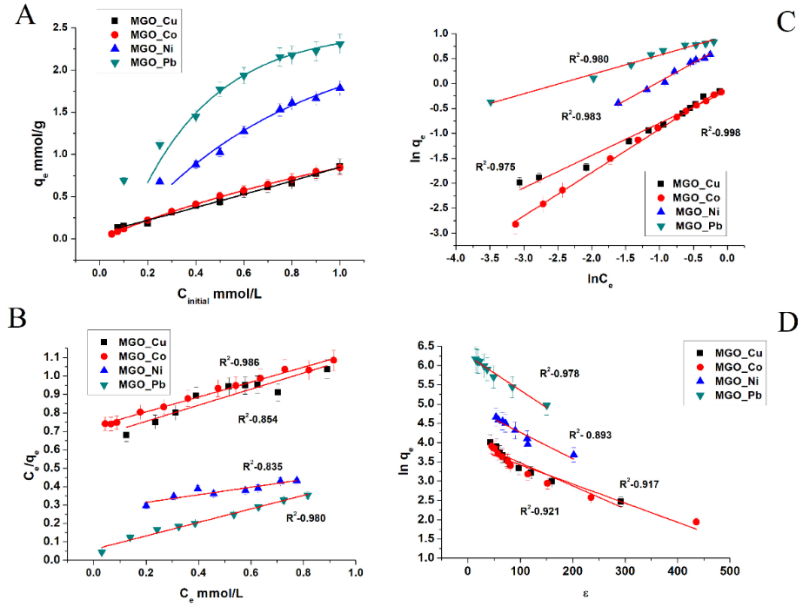 A
MGO_Cu
MGO_Co
MGO_Ni
MGO_Pb
2.5
2.0
1.5
1.0
0.5
0.0
q_e mmol/g
0.0 0.2 0.4 0.6 0.8 1.0
C_initial mmol/L
C
1.0
0.5
0.0
-0.5
-1.0
-1.5
-2.0
-2.5
-3.0
ln q_e
R²-0.980
R²-0.983
R²-0.998
R²-0.975
MGO_Cu
MGO_Co
MGO_Ni
MGO_Pb
-4.0 -3.5 -3.0 -2.5 -2.0 -1.5 -1.0 -0.5 0.0
lnC_e
B
MGO_Cu
MGO_Co
MGO_Ni
MGO_Pb
1.4
1.3
1.2
1.1
1.0
0.9
0.8
0.7
0.6
0.5
0.4
0.3
0.2
0.1
0.0
C_e/q_e
R²-0.986
R²-0.854
R²-0.835
R²-0.980
0.0 0.2 0.4 0.6 0.8 1.0
C_e mmol/L
D
MGO_Cu
MGO_Co
MGO_Ni
MGO_Pb
6.5
6.0
5.5
5.0
4.5
4.0
3.5
3.0
2.5
2.0
1.5
1.0
ln q_e
R²-0.978
R²- 0.893
R²-0.917
R²-0.921
0 100 200 300 400 500
ε